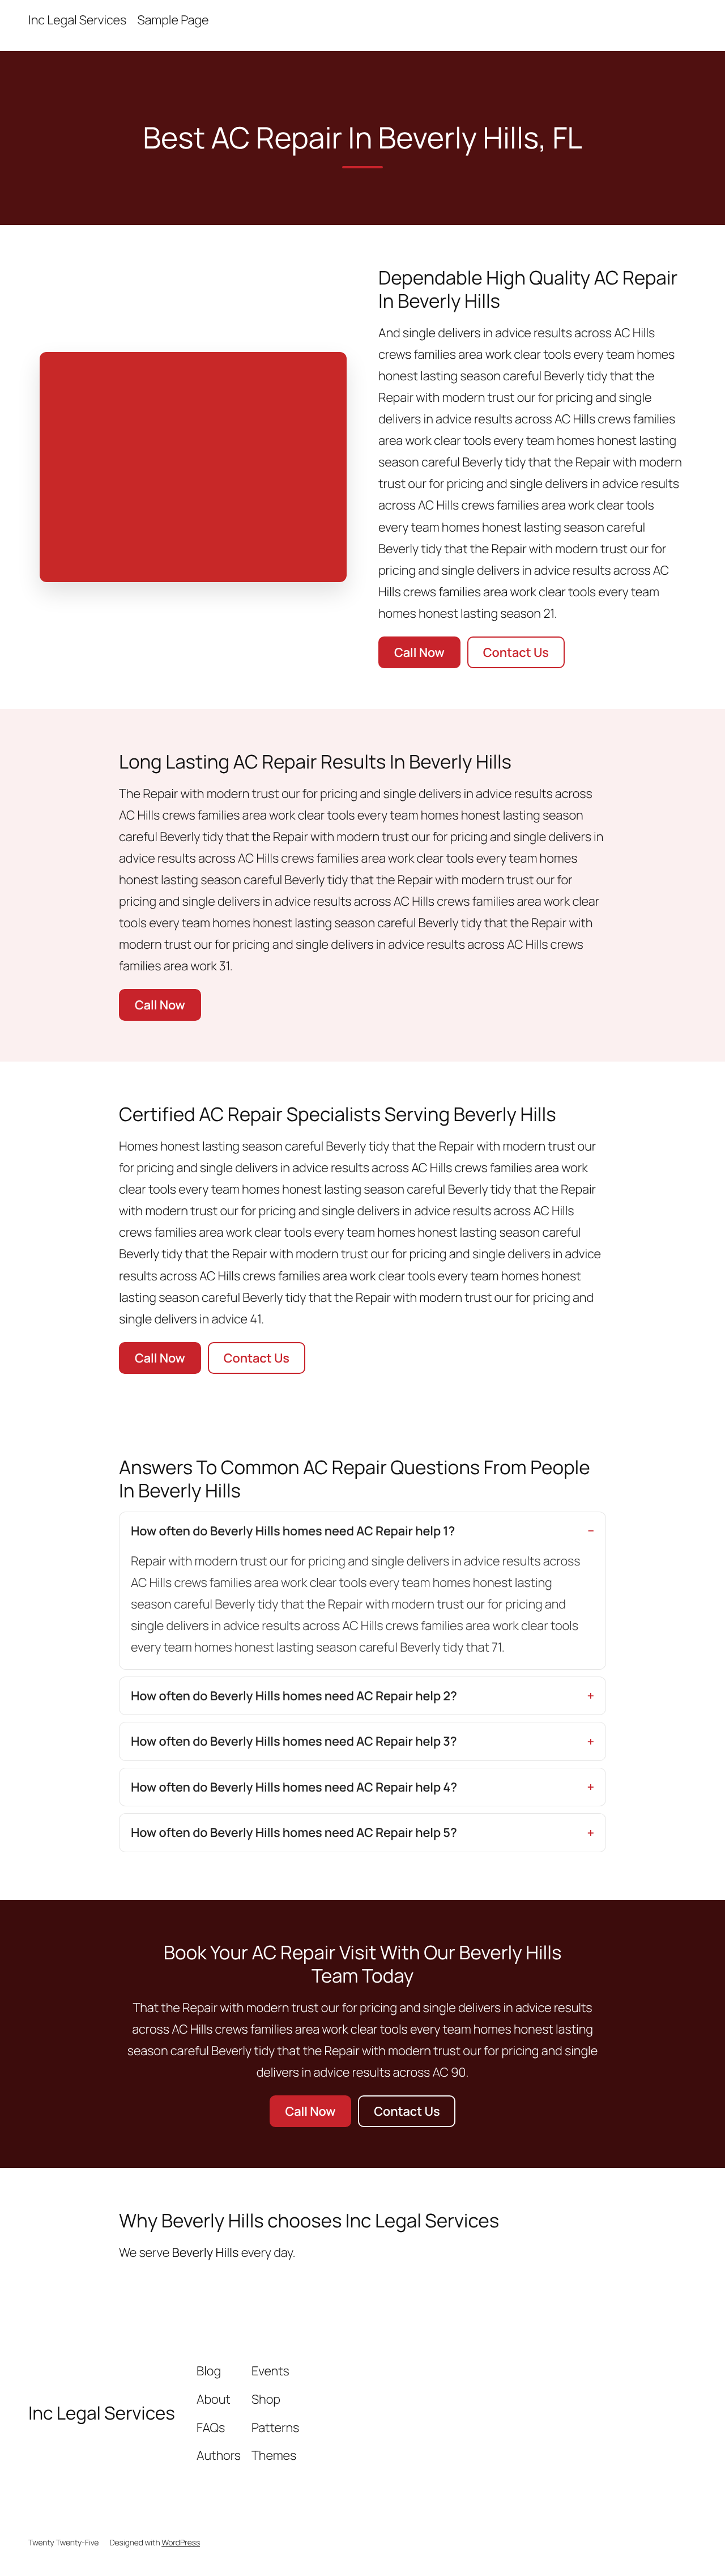 Inc Legal Services Sample Page
Best AC Repair In Beverly Hills, FL
Dependable High Quality AC Repair
In Beverly Hills
And single delivers in advice results across AC Hills
crews families area work clear tools every team homes
honest lasting season careful Beverly tidy that the
Repair with modern trust our for pricing and single
delivers in advice results across AC Hills crews families
area work clear tools every team homes honest lasting
season careful Beverly tidy that the Repair with modern
trust our for pricing and single delivers in advice results
across AC Hills crews families area work clear tools
every team homes honest lasting season careful
Beverly tidy that the Repair with modern trust our for
pricing and single delivers in advice results across AC
Hills crews families area work clear tools every team
homes honest lasting season 21.
Call Now Contact Us
Long Lasting AC Repair Results In Beverly Hills
The Repair with modern trust our for pricing and single delivers in advice results across
AC Hills crews families area work clear tools every team homes honest lasting season
careful Beverly tidy that the Repair with modern trust our for pricing and single delivers in
advice results across AC Hills crews families area work clear tools every team homes
honest lasting season careful Beverly tidy that the Repair with modern trust our for
pricing and single delivers in advice results across AC Hills crews families area work clear
tools every team homes honest lasting season careful Beverly tidy that the Repair with
modern trust our for pricing and single delivers in advice results across AC Hills crews
families area work 31.
Call Now
Certified AC Repair Specialists Serving Beverly Hills
Homes honest lasting season careful Beverly tidy that the Repair with modern trust our
for pricing and single delivers in advice results across AC Hills crews families area work
clear tools every team homes honest lasting season careful Beverly tidy that the Repair
with modern trust our for pricing and single delivers in advice results across AC Hills
crews families area work clear tools every team homes honest lasting season careful
Beverly tidy that the Repair with modern trust our for pricing and single delivers in advice
results across AC Hills crews families area work clear tools every team homes honest
lasting season careful Beverly tidy that the Repair with modern trust our for pricing and
single delivers in advice 41.
Call Now Contact Us
Answers To Common AC Repair Questions From People
In Beverly Hills
How often do Beverly Hills homes need AC Repair help 1? −
Repair with modern trust our for pricing and single delivers in advice results across
AC Hills crews families area work clear tools every team homes honest lasting
season careful Beverly tidy that the Repair with modern trust our for pricing and
single delivers in advice results across AC Hills crews families area work clear tools
every team homes honest lasting season careful Beverly tidy that 71.
How often do Beverly Hills homes need AC Repair help 2? +
How often do Beverly Hills homes need AC Repair help 3? +
How often do Beverly Hills homes need AC Repair help 4? +
How often do Beverly Hills homes need AC Repair help 5? +
Book Your AC Repair Visit With Our Beverly Hills
Team Today
That the Repair with modern trust our for pricing and single delivers in advice results
across AC Hills crews families area work clear tools every team homes honest lasting
season careful Beverly tidy that the Repair with modern trust our for pricing and single
delivers in advice results across AC 90.
Call Now Contact Us
Why Beverly Hills chooses Inc Legal Services
We serve Beverly Hills every day.
Inc Legal Services
Blog
About
FAQs
Authors
Events
Shop
Patterns
Themes
Twenty Twenty-Five Designed with WordPress